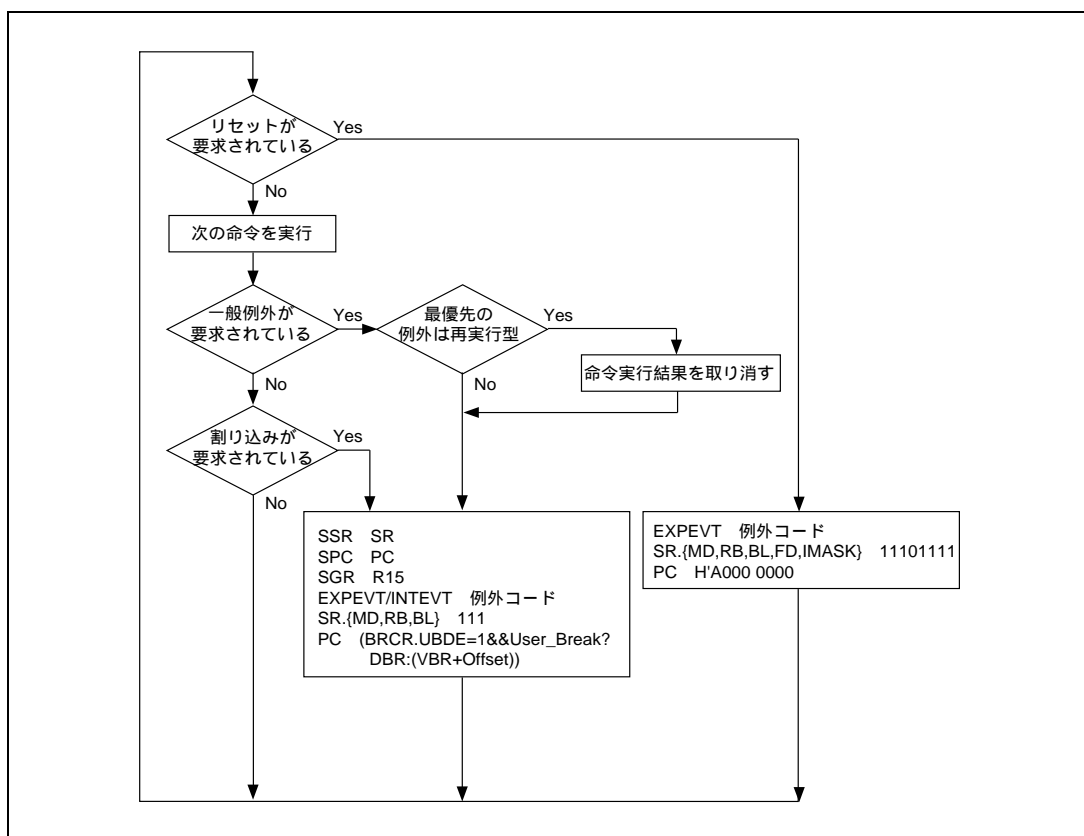 リセットが
要求されている
Yes
No
次の命令を実行
一般例外が
要求されている
Yes
No
最優先の
例外は再実行型
Yes
No
命令実行結果を取り消す
割り込みが
要求されている
Yes
No
SSR SR
SPC PC
SGR R15
EXPEVT/INTEVT 例外コード
SR.{MD,RB,BL} 111
PC (BRCR.UBDE=1&&User_Break?
DBR:(VBR+Offset))
EXPEVT 例外コード
SR.{MD,RB,BL,FD,IMASK} 11101111
PC H'A000 0000